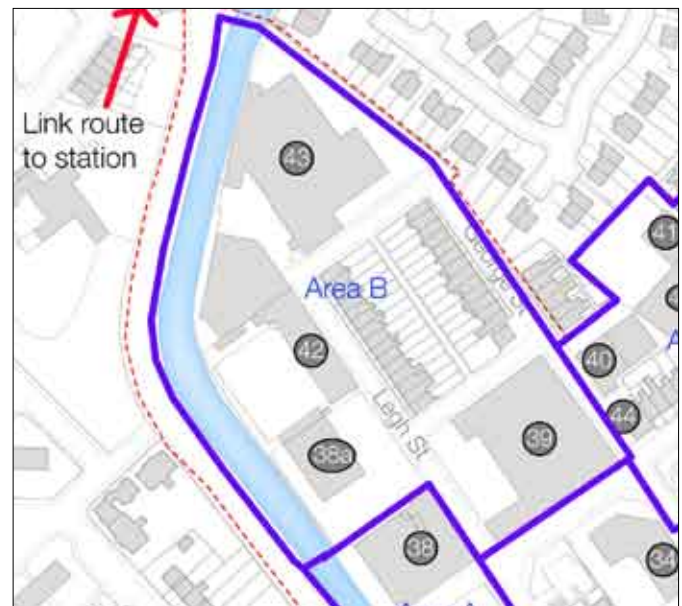 Link route
to station
43
George St
41
Area B
42
40
Legh St
44
39
38a
38
34